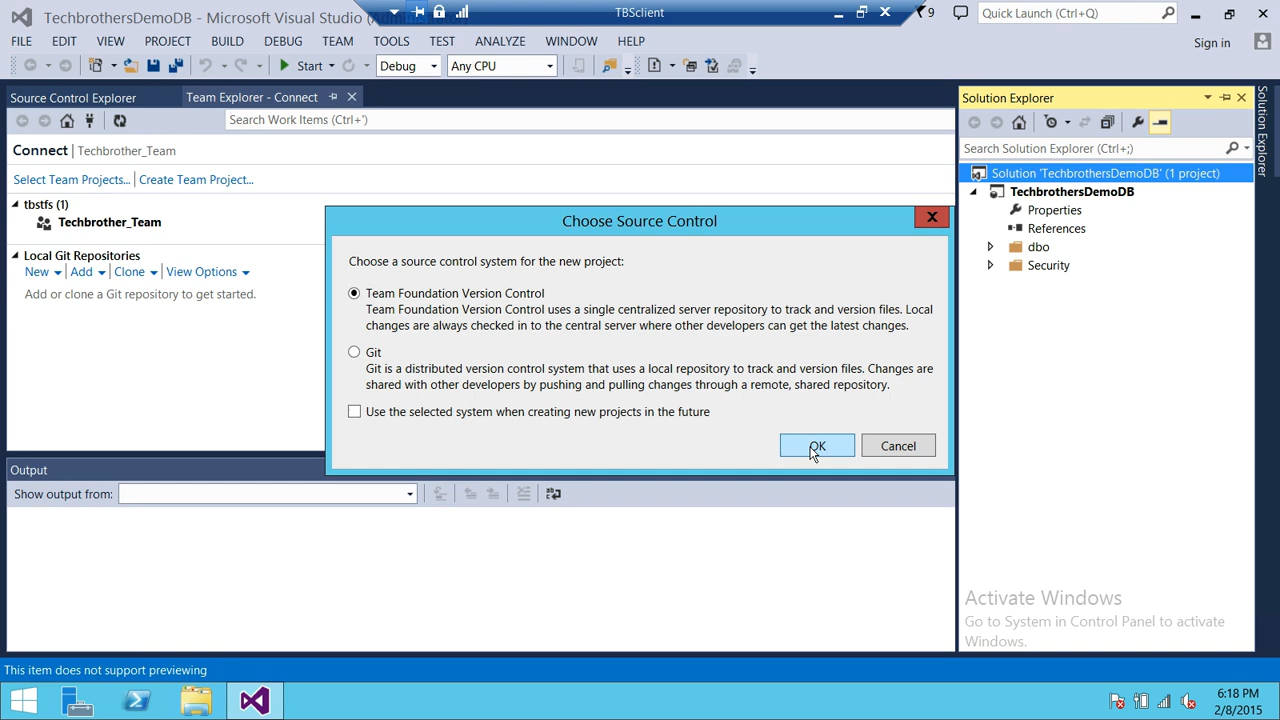 TechbrothersDemoDB - Microsoft Visual Studio
TBSclient
9
Quick Launch (Ctrl+Q)
FILE EDIT VIEW PROJECT BUILD DEBUG TEAM TOOLS TEST ANALYZE WINDOW HELP
Sign in
Start Debug Any CPU
Source Control Explorer
Team Explorer - Connect
Search Work Items (Ctrl+')
Connect | Techbrother_Team
Select Team Projects... Create Team Project...
tbstfs (1)
Techbrother_Team
Local Git Repositories
New Add Clone View Options
Add or clone a Git repository to get started.
Choose Source Control
Choose a source control system for the new project:
Team Foundation Version Control
Team Foundation Version Control uses a single centralized server repository to track and version files. Local
changes are always checked in to the central server where other developers can get the latest changes.
Git
Git is a distributed version control system that uses a local repository to track and version files. Changes are
shared with other developers by pushing and pulling changes through a remote, shared repository.
Use the selected system when creating new projects in the future
OK Cancel
Output
Show output from:
Solution Explorer
Search Solution Explorer (Ctrl+;)
Solution 'TechbrothersDemoDB' (1 project)
TechbrothersDemoDB
Properties
References
dbo
Security
Solution Explorer
Activate Windows
Go to System in Control Panel to activate
Windows.
This item does not support previewing
6:18 PM
2/8/2015